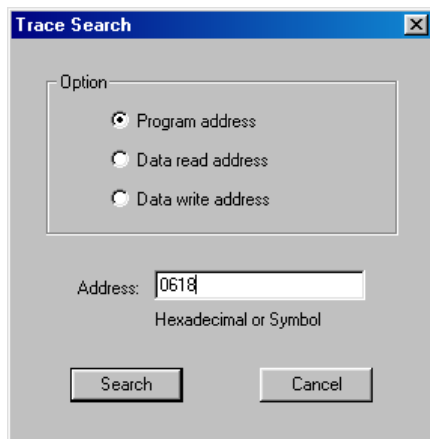 Trace Search
Option
Program address
Data read address
Data write address
Address: 0618
Hexadecimal or Symbol
Search Cancel